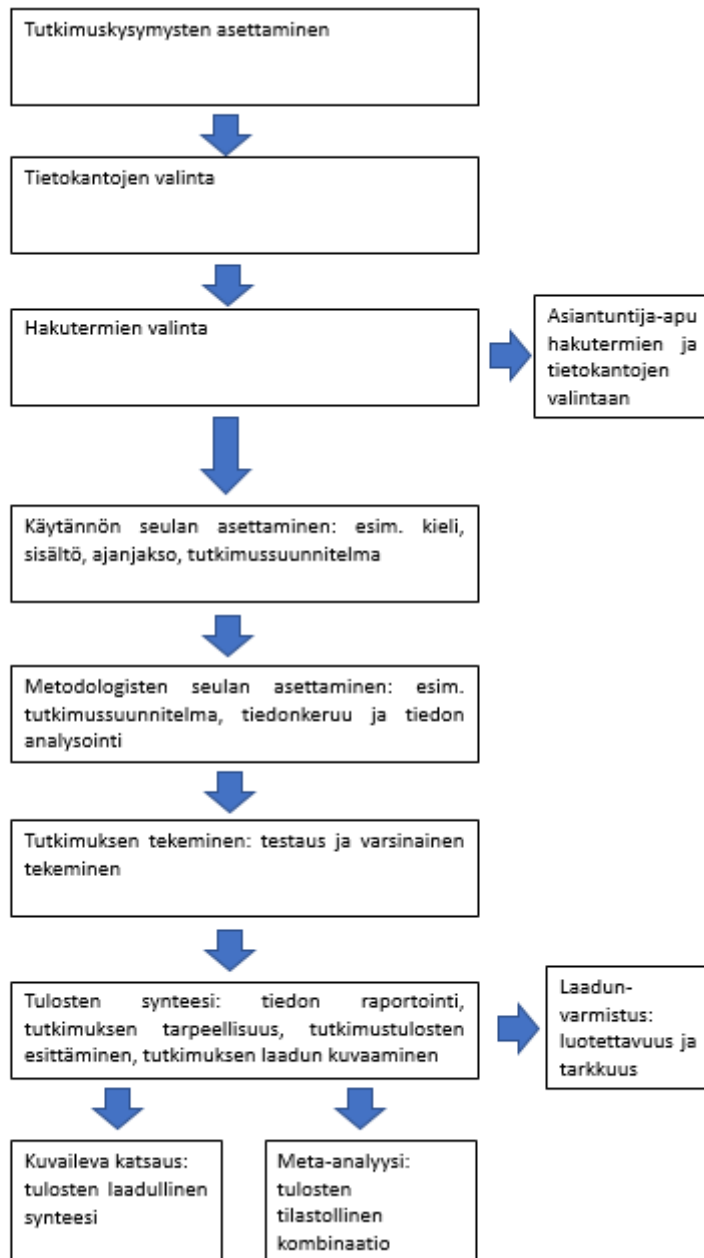 Tutkimuskysymysten asettaminen
Tietokantojen valinta
Hakutermien valinta
Asiantuntija-apu
hakutermien ja
tietokantojen
valintaan
Käytännön seulan asettaminen: esim. kieli,
sisältö, ajanjakso, tutkimussuunnitelma
Metodologisten seulan asettaminen: esim.
tutkimussuunnitelma, tiedonkeruu ja tiedon
analysointi
Tutkimuksen tekeminen: testaus ja varsinainen
tekeminen
Tulosten synteesi: tiedon raportointi,
tutkimuksen tarpeellisuus, tutkimustulosten
esittäminen, tutkimuksen laadun kuvaaminen
Laadun-
varmistus:
luotettavuus ja
tarkkuus
Kuvaileva katsaus:
tulosten laadullinen
synteesi
Meta-analyysi:
tulosten
tilastollinen
kombinaatio